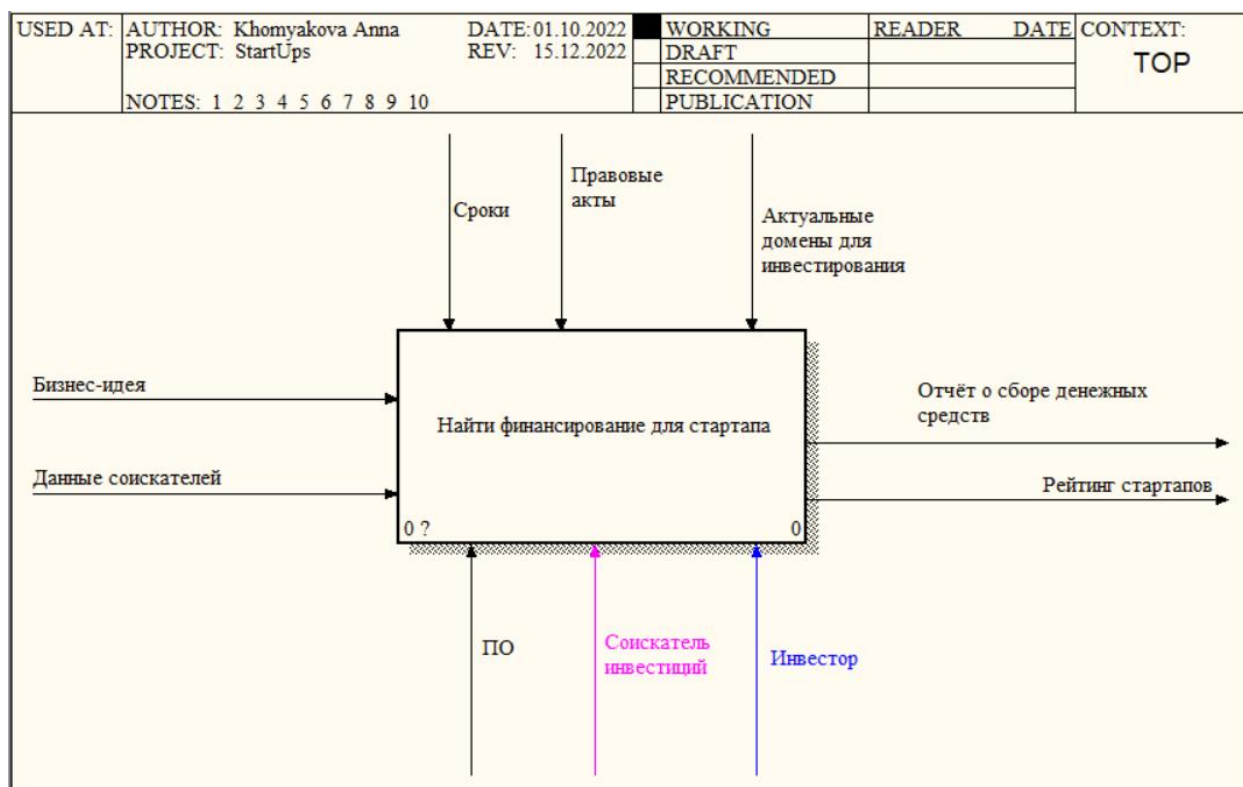 USED AT:
AUTHOR: Khomyakova Anna
DATE: 01.10.2022
PROJECT: StartUps
REV: 15.12.2022
NOTES: 1 2 3 4 5 6 7 8 9 10
WORKING
DRAFT
RECOMMENDED
PUBLICATION
READER
DATE
CONTEXT:
TOP
Сроки
Правовые
акты
Актуальные
домены для
инвестирования
Бизнес-идея
Данные соискателей
Найти финансирование для стартапа
0 ?
0
Отчёт о сборе денежных
средств
Рейтинг стартапов
ПО
Соискатель
инвестиций
Инвестор